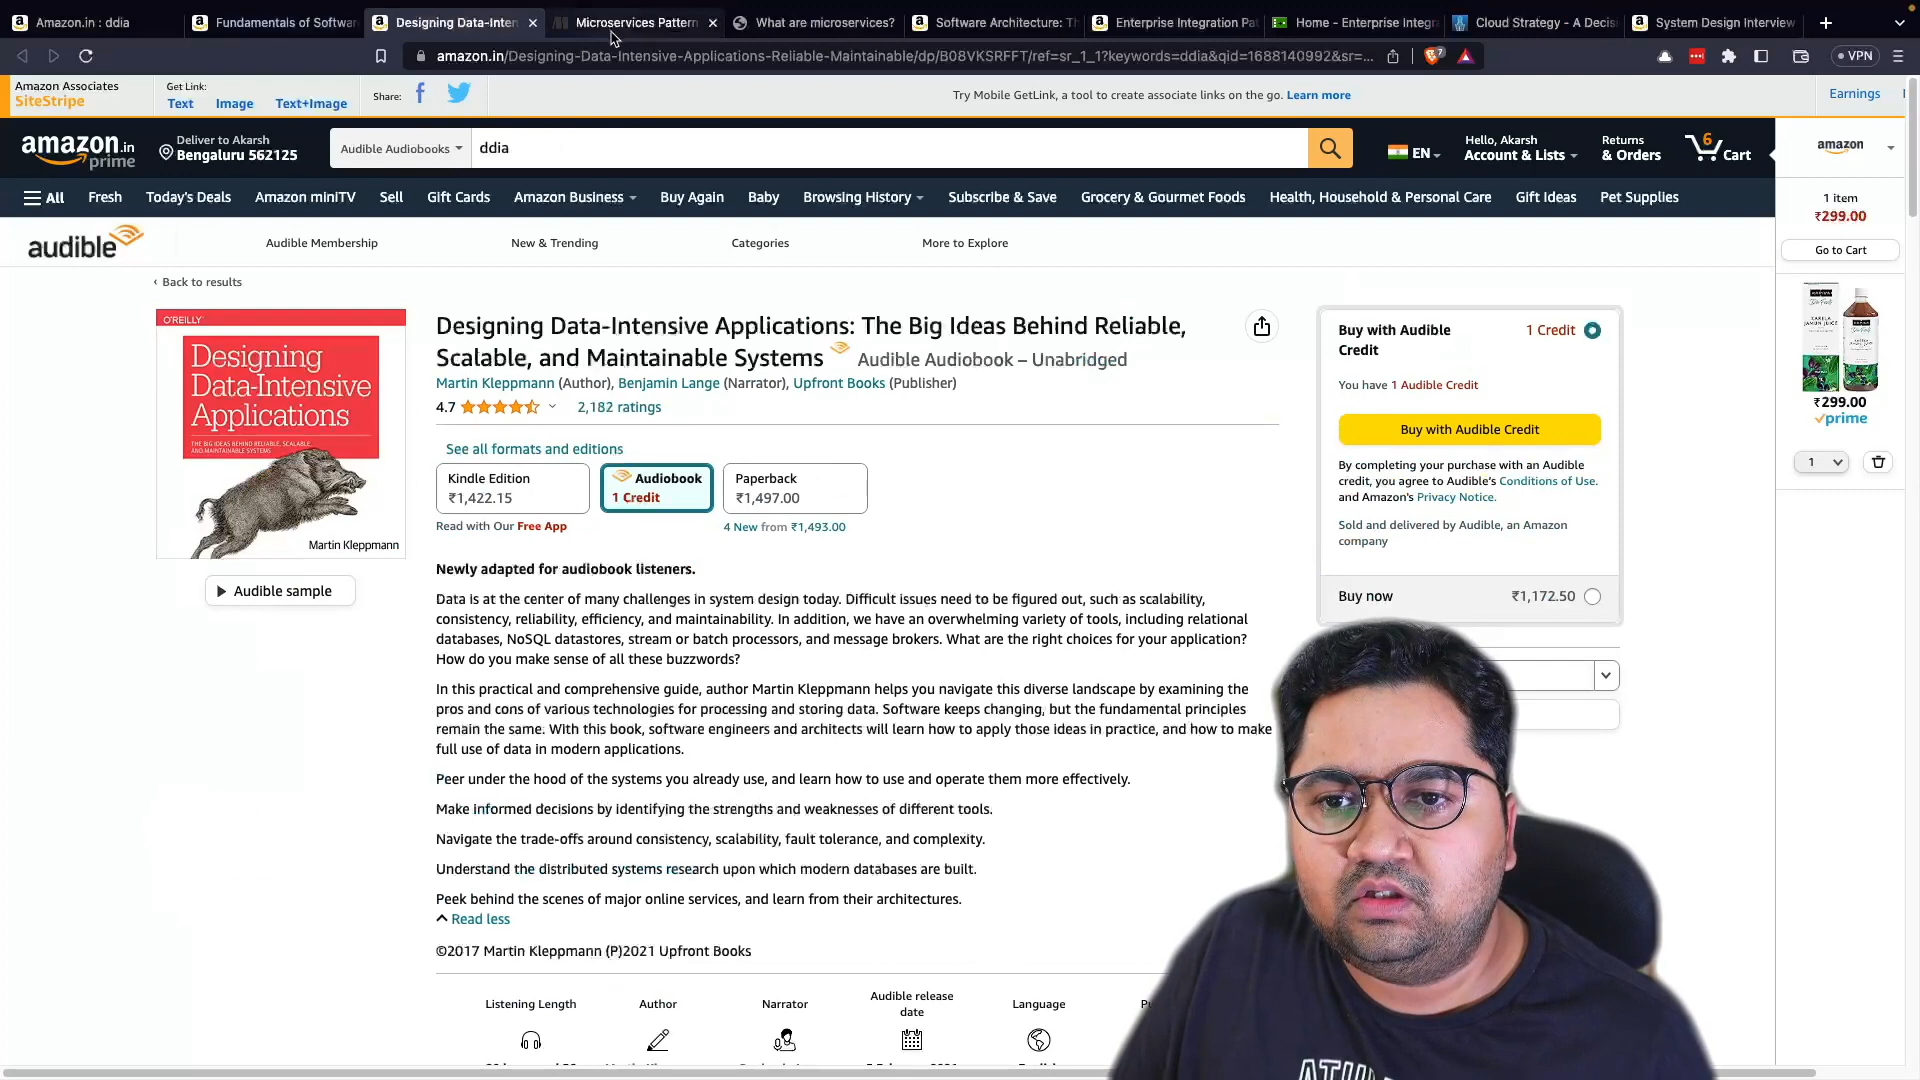 Amazon.in : ddia
Fundamentals of Softwar
Designing Data-Inten
Microservices Pattern
What are microservices?
Software Architecture: Th
Enterprise Integration Pat
Home - Enterprise Integra
Cloud Strategy - A Decisi
System Design Interview
amazon.in/Designing-Data-Intensive-Applications-Reliable-Maintainable/dp/B08VKSRFFT/ref=sr_1_1?keywords=ddia&qid=1688140992&sr=...
7
VPN
Amazon Associates
SiteStripe
Get Link:
Text Image Text+Image
Share:
Try Mobile GetLink, a tool to create associate links on the go. Learn more
Earnings
amazon.in
prime
Deliver to Akarsh
Bengaluru 562125
Audible Audiobooks
ddia
EN
Hello, Akarsh
Account & Lists
Returns
& Orders
6
Cart
amazon
All Fresh Today's Deals Amazon miniTV Sell Gift Cards Amazon Business Buy Again Baby Browsing History Subscribe & Save Grocery & Gourmet Foods Health, Household & Personal Care Gift Ideas Pet Supplies
1 item
₹299.00
Go to Cart
₹299.00
prime
1
audible
Audible Membership New & Trending Categories More to Explore
‹ Back to results
O'REILLY
Designing
Data-Intensive
Applications
THE BIG IDEAS BEHIND RELIABLE, SCALABLE,
AND MAINTAINABLE SYSTEMS
Martin Kleppmann
Audible sample
Designing Data-Intensive Applications: The Big Ideas Behind Reliable,
Scalable, and Maintainable Systems Audible Audiobook – Unabridged
Martin Kleppmann (Author), Benjamin Lange (Narrator), Upfront Books (Publisher)
4.7 2,182 ratings
See all formats and editions
Kindle Edition
₹1,422.15
Read with Our Free App
Audiobook
1 Credit
Paperback
₹1,497.00
4 New from ₹1,493.00
Newly adapted for audiobook listeners.
Data is at the center of many challenges in system design today. Difficult issues need to be figured out, such as scalability,
consistency, reliability, efficiency, and maintainability. In addition, we have an overwhelming variety of tools, including relational
databases, NoSQL datastores, stream or batch processors, and message brokers. What are the right choices for your application?
How do you make sense of all these buzzwords?
In this practical and comprehensive guide, author Martin Kleppmann helps you navigate this diverse landscape by examining the
pros and cons of various technologies for processing and storing data. Software keeps changing, but the fundamental principles
remain the same. With this book, software engineers and architects will learn how to apply those ideas in practice, and how to make
full use of data in modern applications.
Peer under the hood of the systems you already use, and learn how to use and operate them more effectively.
Make informed decisions by identifying the strengths and weaknesses of different tools.
Navigate the trade-offs around consistency, scalability, fault tolerance, and complexity.
Understand the distributed systems research upon which modern databases are built.
Peek behind the scenes of major online services, and learn from their architectures.
Read less
©2017 Martin Kleppmann (P)2021 Upfront Books
Listening Length
Author
Narrator
Audible release
date
Language
Buy with Audible
Credit
1 Credit
You have 1 Audible Credit
Buy with Audible Credit
By completing your purchase with an Audible
credit, you agree to Audible's Conditions of Use.
and Amazon's Privacy Notice.
Sold and delivered by Audible, an Amazon
company
Buy now ₹1,172.50